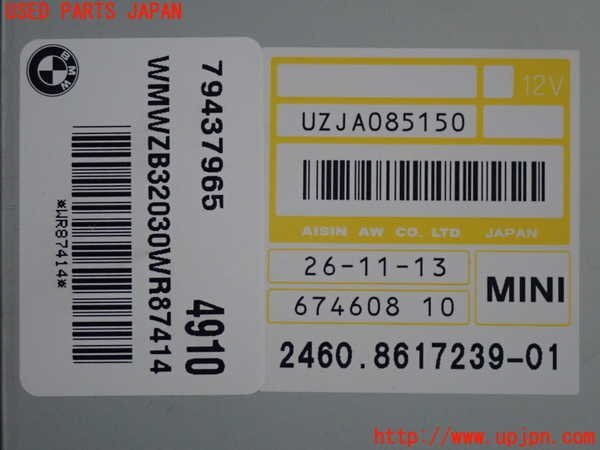 USED PARTS JAPAN
BMW
79437965
4910
WMWZB32030WR87414
*WR87414*
12V
UZJA085150
AISIN AW CO. LTD JAPAN
26-11-13
674608 10
MINI
2460.8617239-01
http://www.upjpn.com/